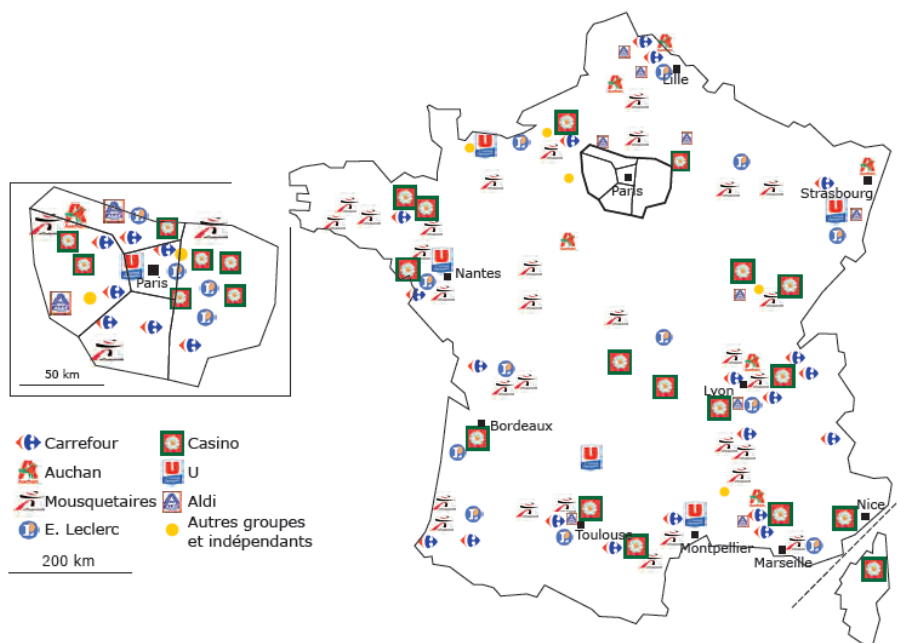 Lille
Paris
Strasbourg
Paris
Nantes
50 km
Lyon
Bordeaux
Carrefour
Casino
Auchan
U
Mousquetaires
Aldi
E. Leclerc
Autres groupes
et indépendants
Nice
Toulouse
Montpellier
Marseille
200 km